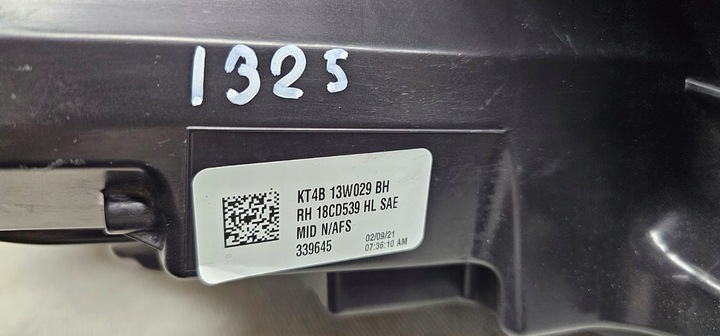 1325
KT4B 13W029 BH
RH 18CD539 HL SAE
MID N/AFS
339645
02/09/21
07:36:10 AM